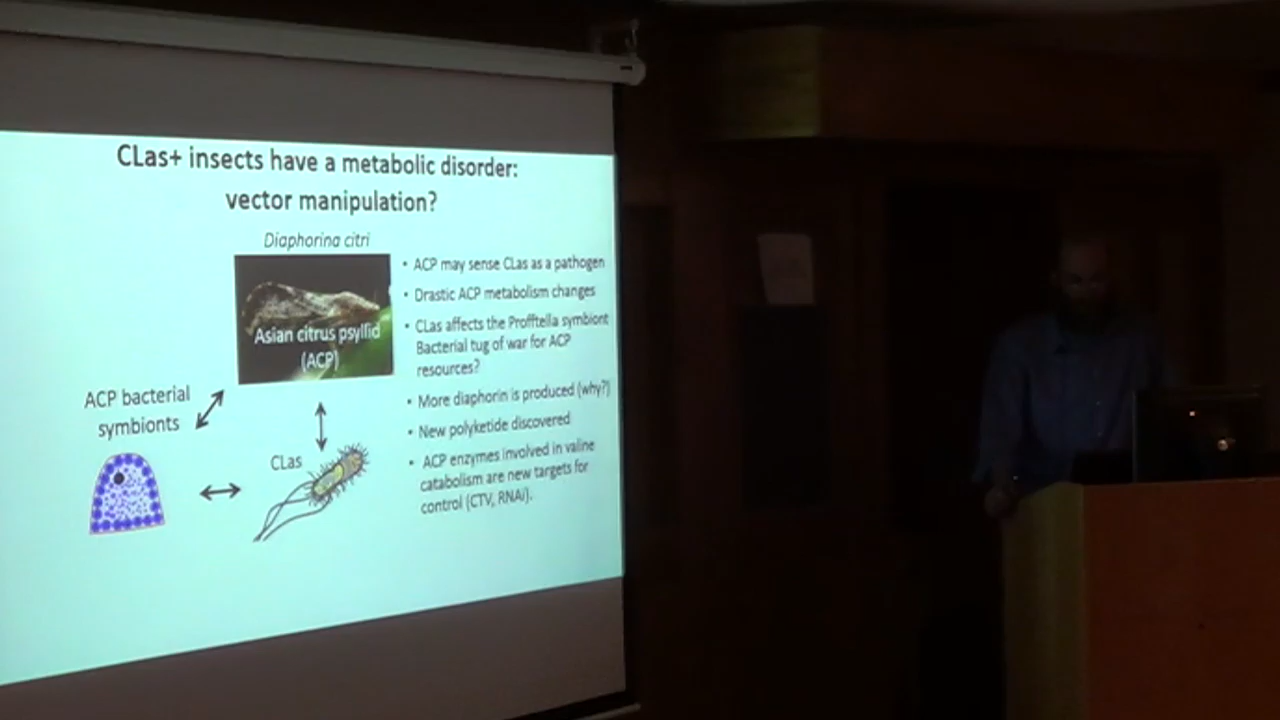 CLas+ insects have a metabolic disorder:
vector manipulation?
Diaphorina citri
Asian citrus psyllid
(ACP)
ACP bacterial
symbionts
CLas
• ACP may sense CLas as a pathogen
• Drastic ACP metabolism changes
• CLas affects the Profftella symbiont
Bacterial tug of war for ACP
resources?
• More diaphorin is produced (why?)
• New polyketide discovered
• ACP enzymes involved in valine
catabolism are new targets for
control (CTV, RNAi).